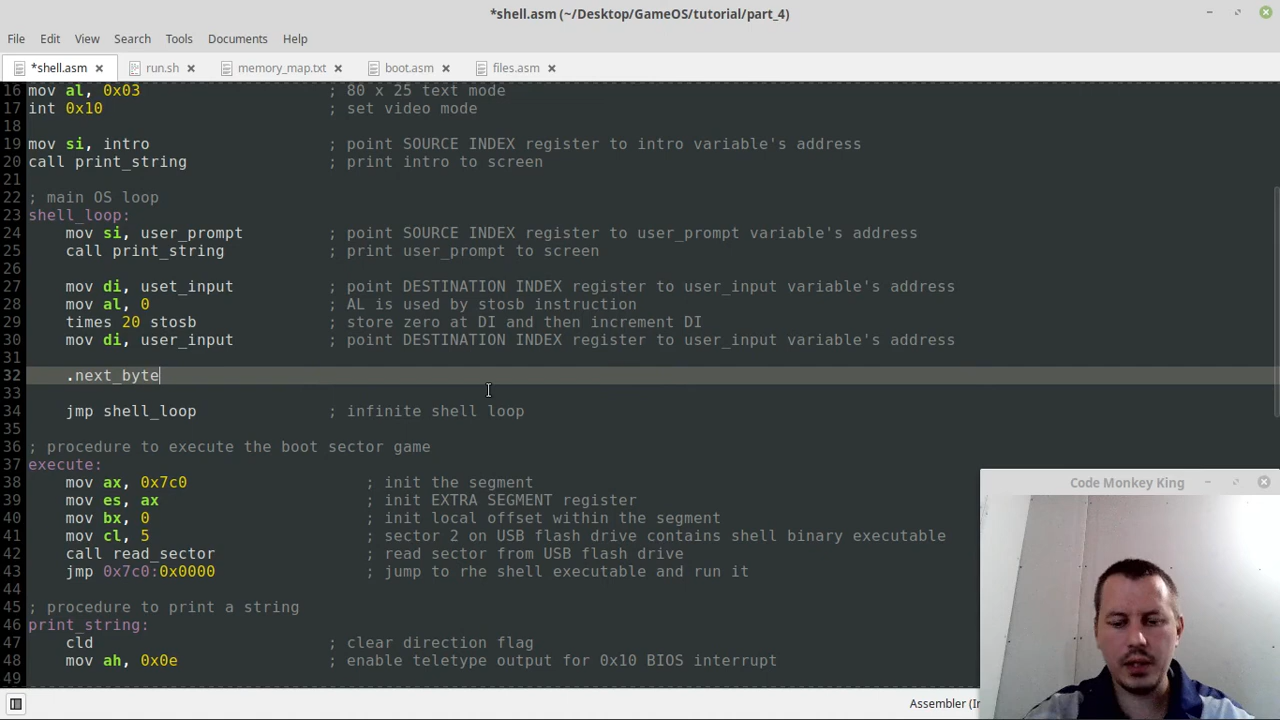 *shell.asm (~/Desktop/GameOS/tutorial/part_4)
File Edit View Search Tools Documents Help
*shell.asm run.sh memory_map.txt boot.asm files.asm
16 mov al, 0x03 ; 80 x 25 text mode
17 int 0x10 ; set video mode
18
19 mov si, intro ; point SOURCE INDEX register to intro variable's address
20 call print_string ; print intro to screen
21
22 ; main OS loop
23 shell_loop:
24 mov si, user_prompt ; point SOURCE INDEX register to user_prompt variable's address
25 call print_string ; print user_prompt to screen
26
27 mov di, uset_input ; point DESTINATION INDEX register to user_input variable's address
28 mov al, 0 ; AL is used by stosb instruction
29 times 20 stosb ; store zero at DI and then increment DI
30 mov di, user_input ; point DESTINATION INDEX register to user_input variable's address
31
32 .next_byte
33
34 jmp shell_loop ; infinite shell loop
35
36 ; procedure to execute the boot sector game
37 execute:
38 mov ax, 0x7c0 ; init the segment
39 mov es, ax ; init EXTRA SEGMENT register
40 mov bx, 0 ; init local offset within the segment
41 mov cl, 5 ; sector 2 on USB flash drive contains shell binary executable
42 call read_sector ; read sector from USB flash drive
43 jmp 0x7c0:0x0000 ; jump to rhe shell executable and run it
44
45 ; procedure to print a string
46 print_string:
47 cld ; clear direction flag
48 mov ah, 0x0e ; enable teletype output for 0x10 BIOS interrupt
49
Code Monkey King
Assembler (In